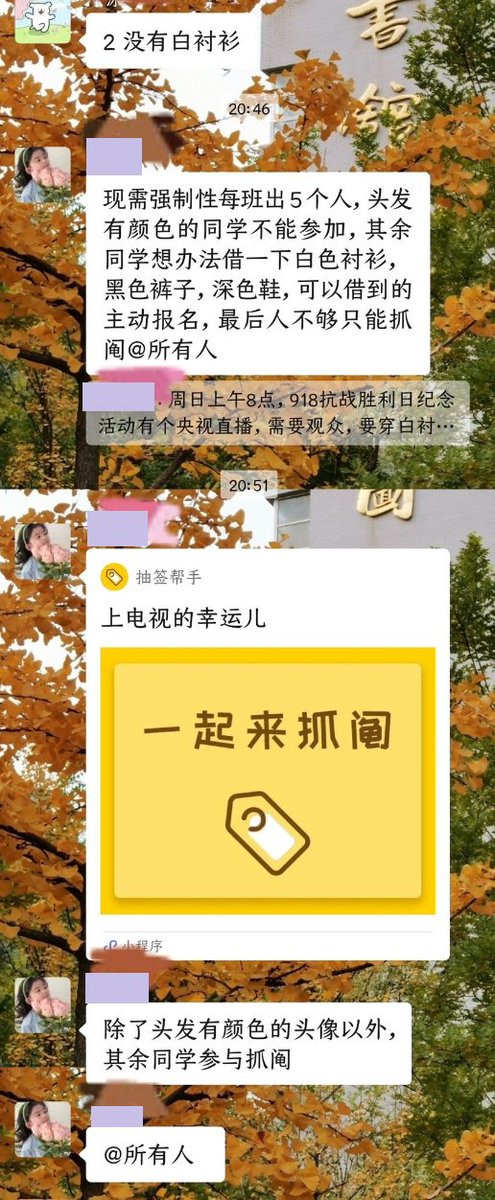 2 没有白衬衫
書
館
20:46
现需强制性每班出5个人,头发
有颜色的同学不能参加,其余
同学想办法借一下白色衬衫,
黑色裤子,深色鞋,可以借到的
主动报名,最后人不够只能抓
阄@所有人
. 周日上午8点,918抗战胜利日纪念
活动有个央视直播,需要观众,要穿白衬…
20:51
抽签帮手
上电视的幸运儿
一起来抓阄
小程序
除了头发有颜色的头像以外,
其余同学参与抓阄
@所有人